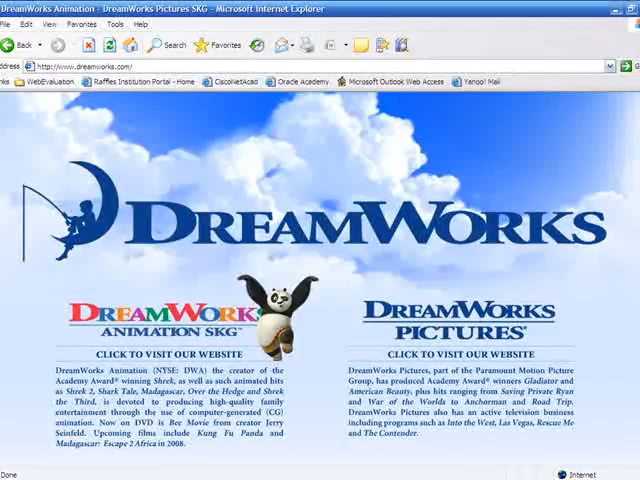 DreamWorks Animation - DreamWorks Pictures SKG - Microsoft Internet Explorer
File Edit View Favorites Tools Help
Back Search Favorites
Address http://www.dreamworks.com/
WebEvaluation Raffles Institution Portal - Home CiscoNetAcad Oracle Academy Microsoft Outlook Web Access Yahoo! Mail
DREAMWORKS
DREAMWORKS
ANIMATION SKG™
CLICK TO VISIT OUR WEBSITE
DreamWorks Animation (NYSE: DWA) the creator of the
Academy Award® winning Shrek, as well as such animated hits
as Shrek 2, Shark Tale, Madagascar, Over the Hedge and Shrek
the Third, is devoted to producing high-quality family
entertainment through the use of computer-generated (CG)
animation. Now on DVD is Bee Movie from creator Jerry
Seinfeld. Upcoming films include Kung Fu Panda and
Madagascar: Escape 2 Africa in 2008.
DREAMWORKS
PICTURES®
CLICK TO VISIT OUR WEBSITE
DreamWorks Pictures, part of the Paramount Motion Picture
Group, has produced Academy Award® winners Gladiator and
American Beauty, plus hits ranging from Saving Private Ryan
and War of the Worlds to Anchorman and Road Trip.
DreamWorks Pictures also has an active television business
including programs such as Into the West, Las Vegas, Rescue Me
and The Contender.
Done Internet